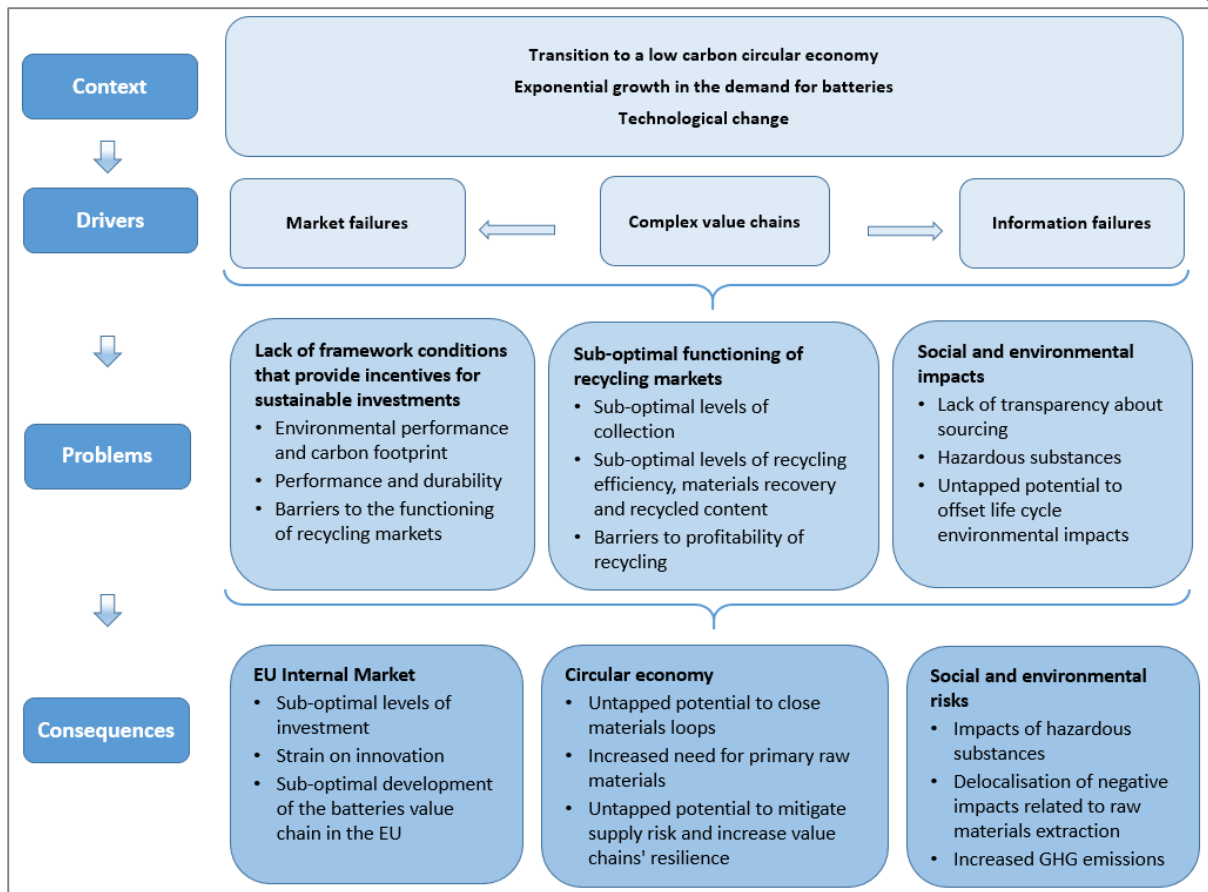 Context
Transition to a low carbon circular economy
Exponential growth in the demand for batteries
Technological change
Drivers
Market failures
Complex value chains
Information failures
Problems
Lack of framework conditions
that provide incentives for
sustainable investments
• Environmental performance
and carbon footprint
• Performance and durability
• Barriers to the functioning
of recycling markets
Sub-optimal functioning of
recycling markets
• Sub-optimal levels of
collection
• Sub-optimal levels of recycling
efficiency, materials recovery
and recycled content
• Barriers to profitability of
recycling
Social and environmental
impacts
• Lack of transparency about
sourcing
• Hazardous substances
• Untapped potential to
offset life cycle
environmental impacts
Consequences
EU Internal Market
• Sub-optimal levels of
investment
• Strain on innovation
• Sub-optimal development
of the batteries value
chain in the EU
Circular economy
• Untapped potential to close
materials loops
• Increased need for primary raw
materials
• Untapped potential to mitigate
supply risk and increase value
chains' resilience
Social and environmental
risks
• Impacts of hazardous
substances
• Delocalisation of negative
impacts related to raw
materials extraction
• Increased GHG emissions